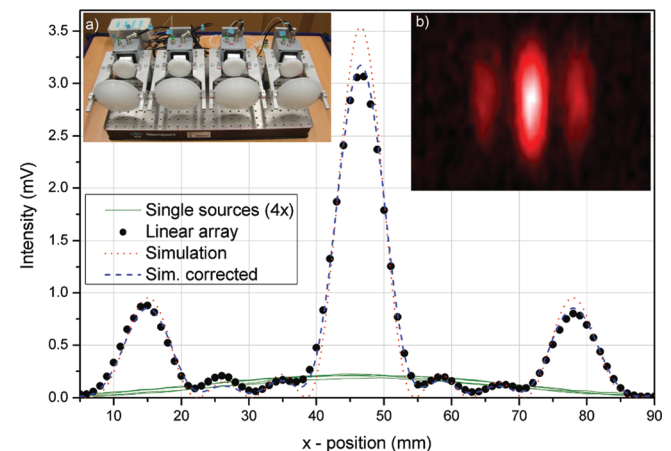 a)
b)
3.5
3.0
2.5
2.0
1.5
1.0
0.5
0.0
Intensity (mV)
Single sources (4x)
Linear array
Simulation
Sim. corrected
10 20 30 40 50 60 70 80 90
x - position (mm)